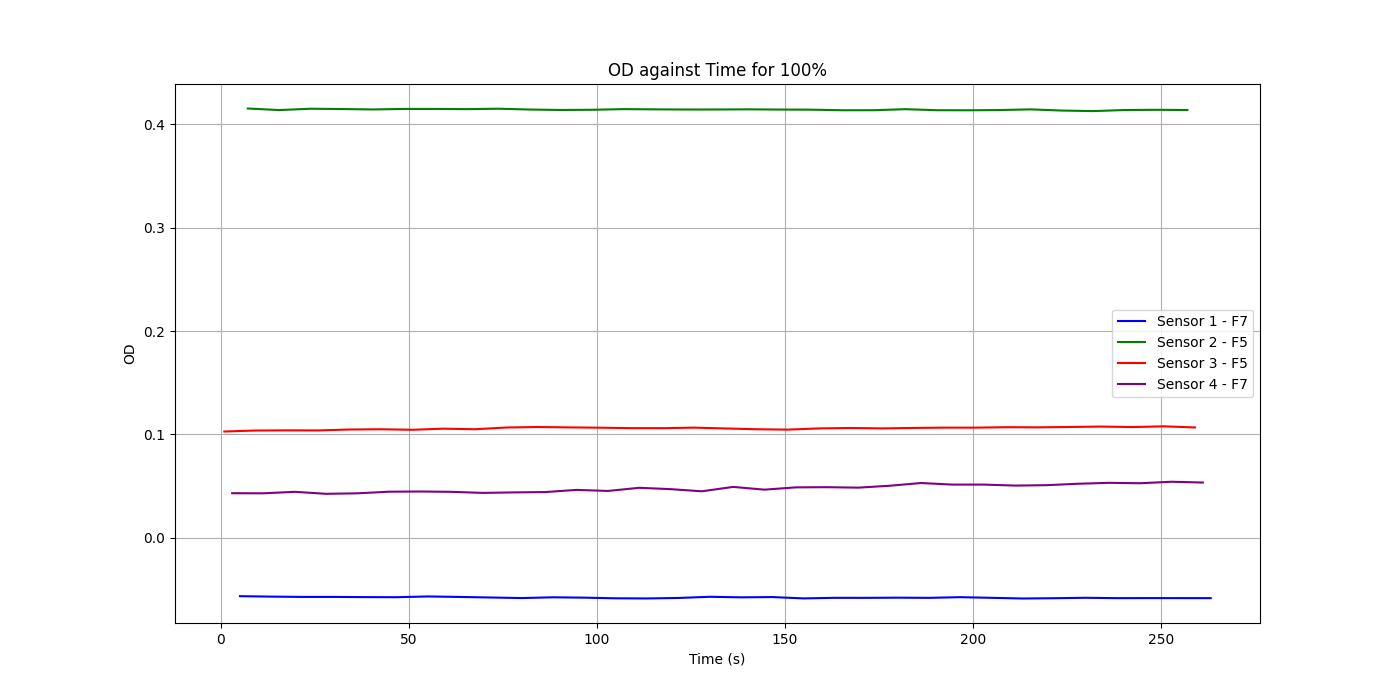 OD against Time for 100%
0.4
0.3
0.2
0.1
0.0
OD
Sensor 1 - F7
Sensor 2 - F5
Sensor 3 - F5
Sensor 4 - F7
0 50 100 150 200 250
Time (s)